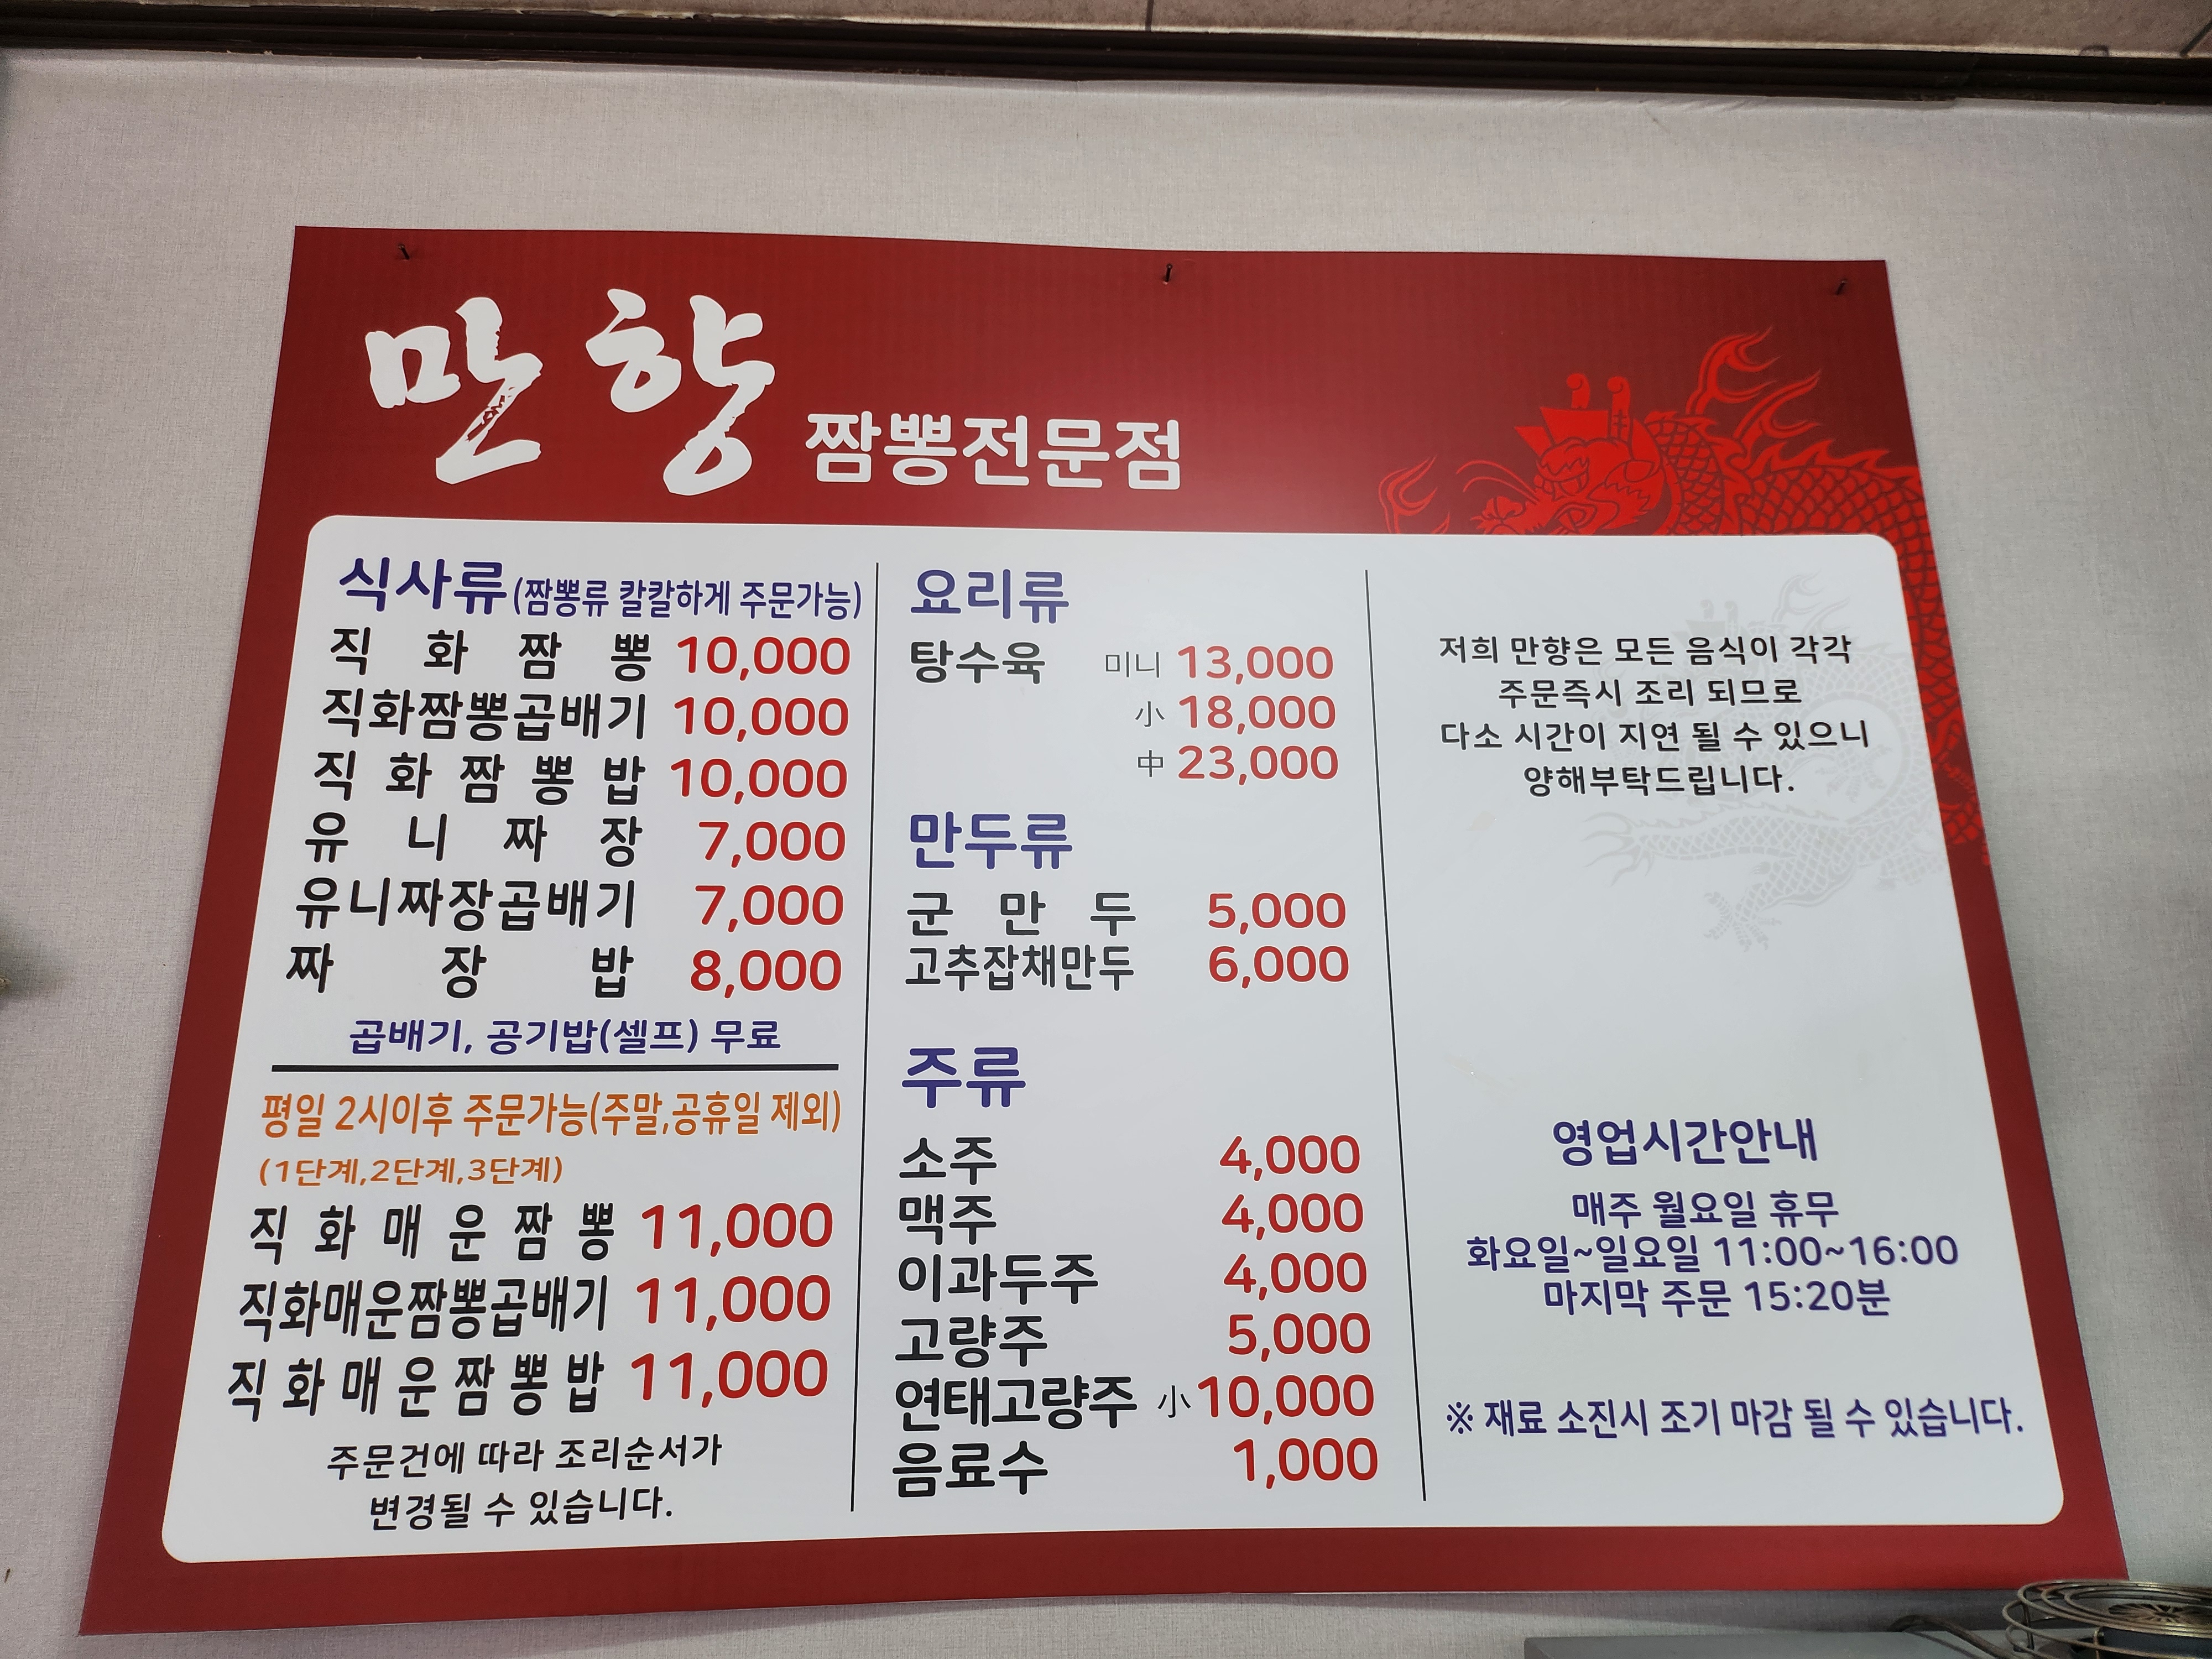 만향 짬뽕전문점
식사류(짬뽕류 칼칼하게 주문가능)
직화짬뽕 10,000
직화짬뽕곱배기 10,000
직화짬뽕밥 10,000
유니짜장 7,000
유니짜장곱배기 7,000
짜장밥 8,000
곱배기, 공기밥(셀프) 무료
평일 2시이후 주문가능(주말,공휴일 제외)
(1단계,2단계,3단계)
직화매운짬뽕 11,000
직화매운짬뽕곱배기 11,000
직화매운짬뽕밥 11,000
주문건에 따라 조리순서가
변경될 수 있습니다.
요리류
탕수육 미니 13,000
小 18,000
中 23,000
만두류
군만두 5,000
고추잡채만두 6,000
주류
소주 4,000
맥주 4,000
이과두주 4,000
고량주 5,000
연태고량주 小 10,000
음료수 1,000
저희 만향은 모든 음식이 각각
주문즉시 조리 되므로
다소 시간이 지연 될 수 있으니
양해부탁드립니다.
영업시간안내
매주 월요일 휴무
화요일~일요일 11:00~16:00
마지막 주문 15:20분
※ 재료 소진시 조기 마감 될 수 있습니다.